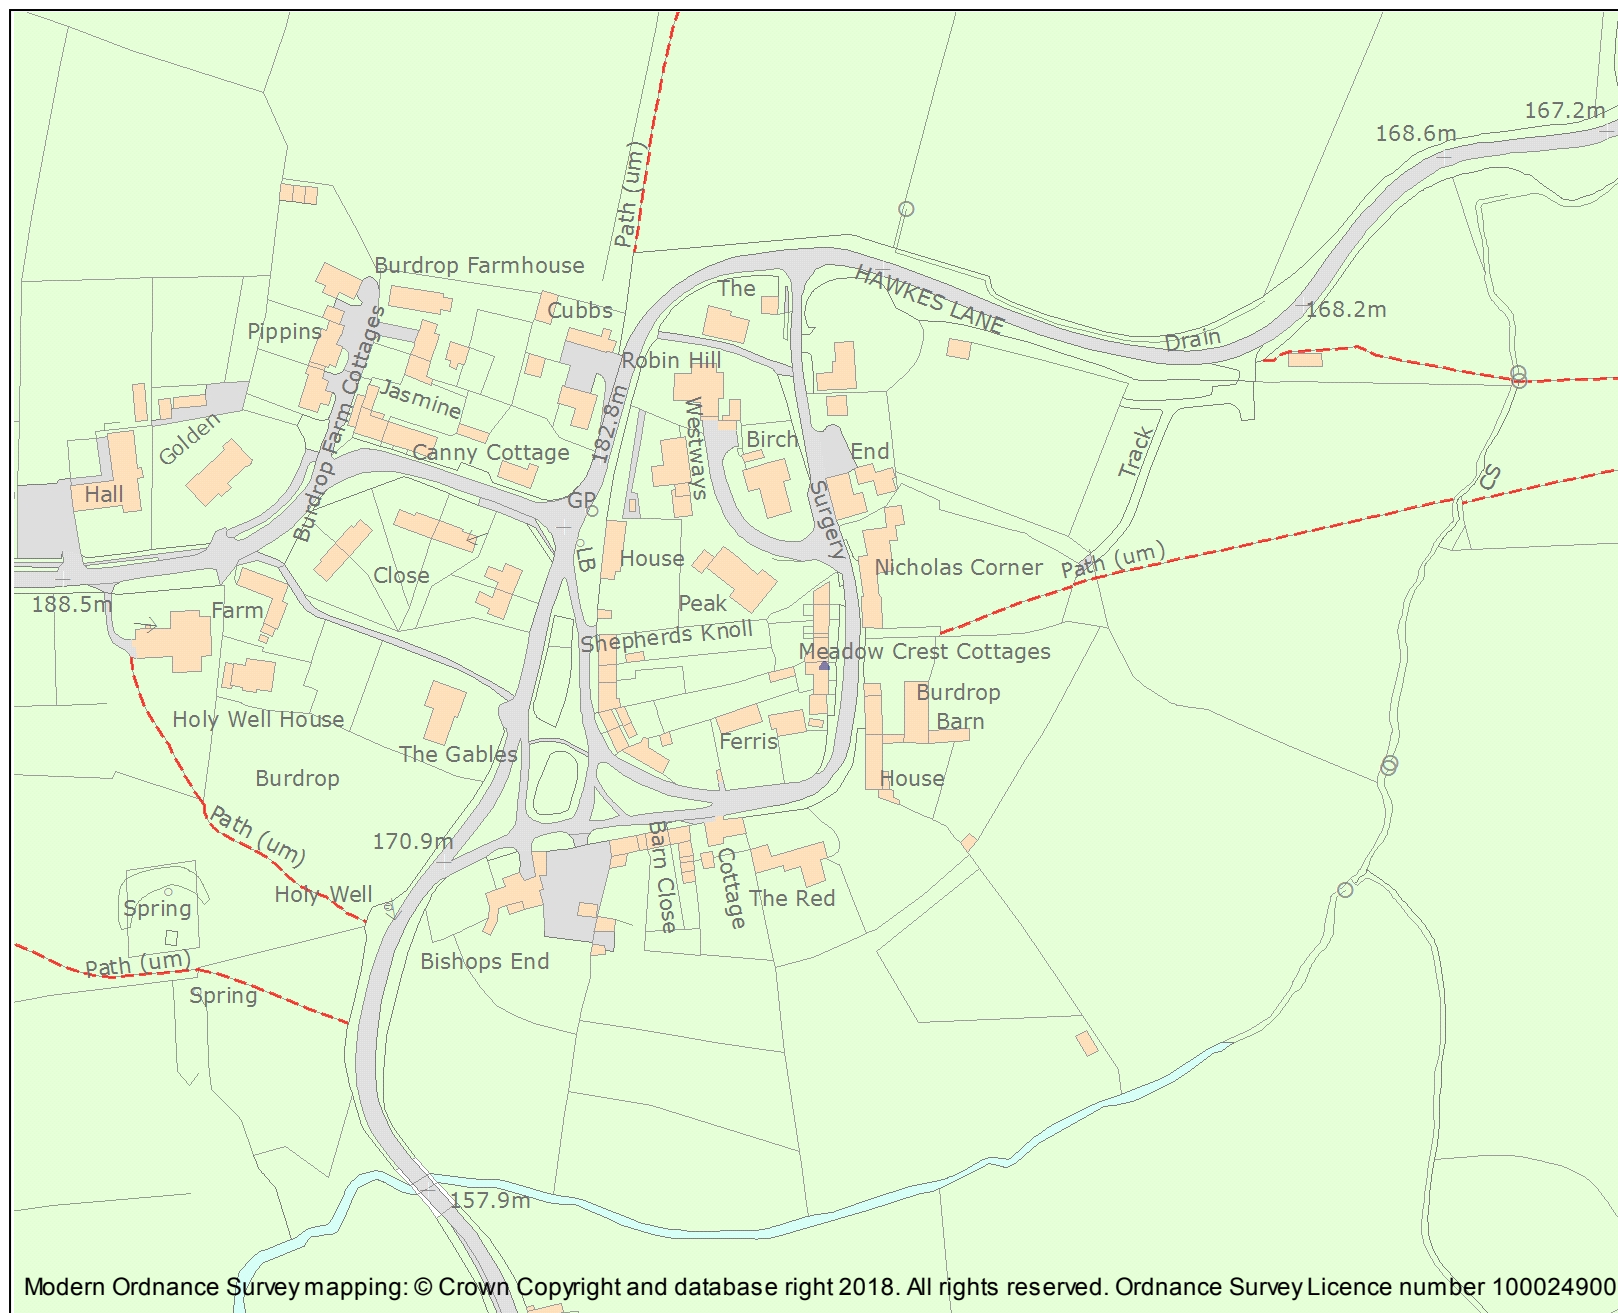 167.2m
168.6m
Path (um)
Burdrop Farmhouse
The
HAWKES LANE
Cubbs
168.2m
Pippins
Drain
Robin Hill
Burdrop Farm Cottages
Jasmine
182.8m
Westways
Golden
Canny Cottage
Birch
End
Track
CS
Hall
GP
Surgery
LB
House
Path (um)
Nicholas Corner
Close
188.5m
Farm
Peak
Shepherds Knoll
Meadow Crest Cottages
Burdrop
Barn
Holy Well House
The Gables
Ferris
Burdrop
House
Path (um)
170.9m
Barn Close
Cottage
Holy Well
The Red
Spring
Path (um)
Bishops End
Spring
157.9m
Modern Ordnance Survey mapping: © Crown Copyright and database right 2018. All rights reserved. Ordnance Survey Licence number 100024900